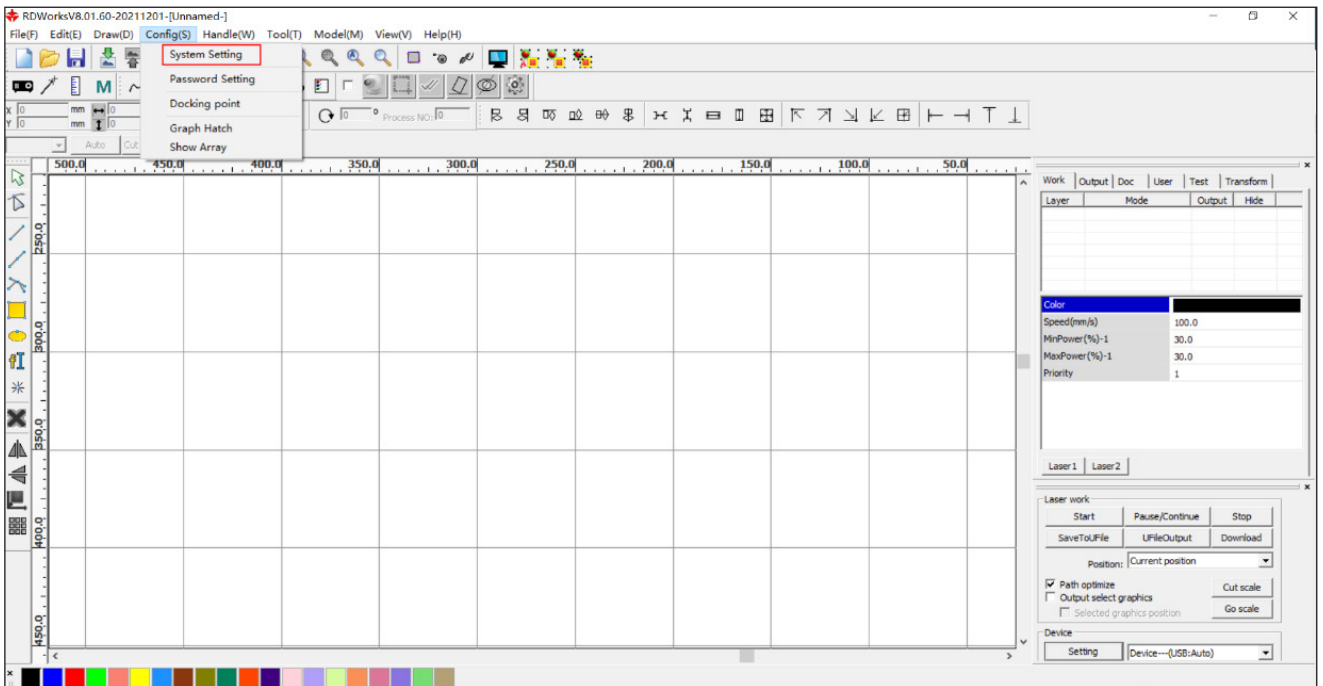 RDWorksV8.01.60-20211201-[Unnamed-]
File(F) Edit(E) Draw(D) Config(S) Handle(W) Tool(T) Model(M) View(V) Help(H)
System Setting
Password Setting
Docking point
Graph Hatch
Show Array
X 0 mm 0
Y 0 mm 0
0 ° Process NO: 0
Auto Cut
500.0 450.0 400.0 350.0 300.0 250.0 200.0 150.0 100.0 50.0
250.0
300.0
350.0
400.0
450.0
Work Output Doc User Test Transform
Layer Mode Output Hide
Color
Speed(mm/s) 100.0
MinPower(%)-1 30.0
MaxPower(%)-1 30.0
Priority 1
Laser1 Laser2
Laser work
Start Pause/Continue Stop
SaveToUFile UFileOutput Download
Position: Current position
Path optimize
Cut scale
Output select graphics
Selected graphics position
Go scale
Device
Setting Device---(USB:Auto)